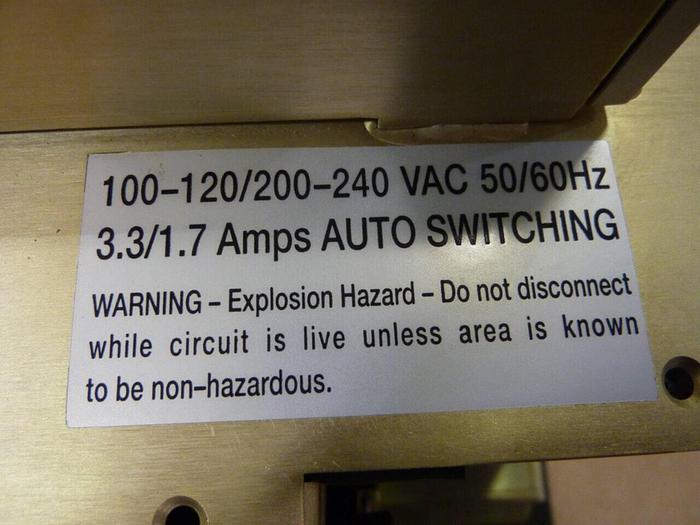 100-120/200-240 VAC 50/60Hz
3.3/1.7 Amps AUTO SWITCHING
WARNING - Explosion Hazard - Do not disconnect
while circuit is live unless area is known
to be non-hazardous.